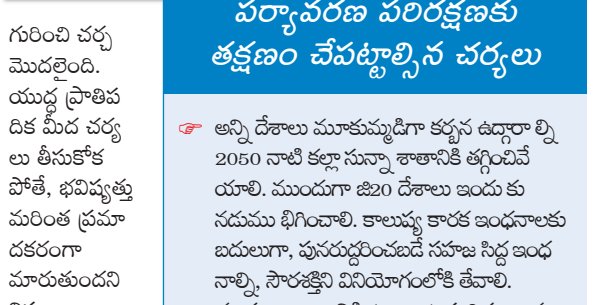 గురించి చర్చ
మొదలైంది.
యుద్ధ ప్రాతిప
దిక మీద చర్య
లు తీసుకోక
పోతే, భవిష్యత్తు
మరింత ప్రమా
దకరంగా
మారుతుందని
పర్యావరణ పరిరక్షణకు
తక్షణం చేపట్టాల్సిన చర్యలు
☞ అన్ని దేశాలు మూకుమ్మడిగా కర్బన ఉద్గారా ల్ని
2050 నాటి కల్లా సున్నా శాతానికి తగ్గించివే
యాలి. ముందుగా జి20 దేశాలు ఇందు కు
నడుము భిగించాలి. కాలుష్య కారక ఇంధనాలకు
బదులుగా, పునరుద్దరించబడే సహజ సిద్ద ఇంధ
నాల్ని, సౌరశక్తిని వినియోగంలోకి తేవాలి.